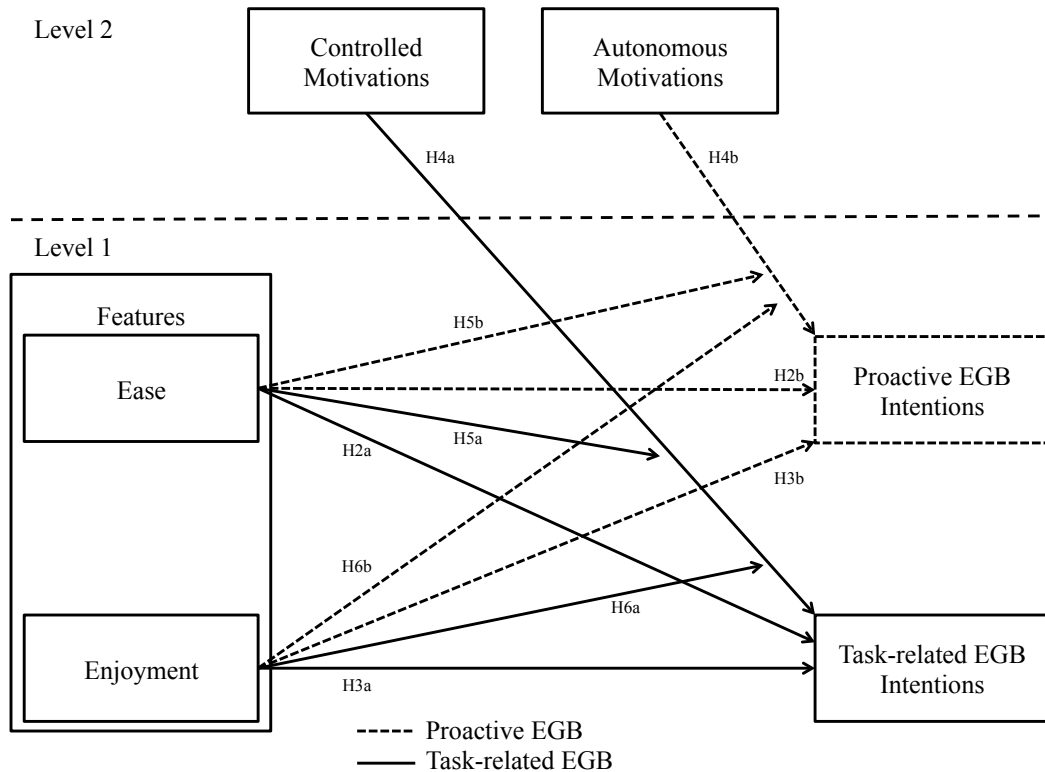 Level 2
Controlled
Motivations
Autonomous
Motivations
H4a
H4b
Level 1
Features
Ease
Enjoyment
H5b
H2b
H5a
H2a
H3b
H6b
H6a
H3a
Proactive EGB
Intentions
Task-related EGB
Intentions
Proactive EGB
Task-related EGB